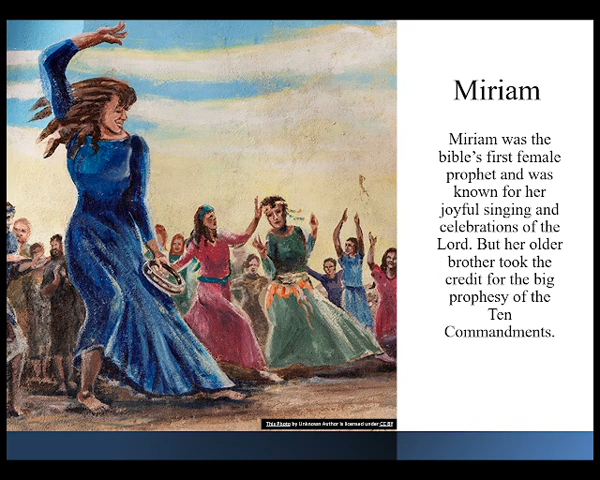 Miriam
Miriam was the
bible's first female
prophet and was
known for her
joyful singing and
celebrations of the
Lord. But her older
brother took the
credit for the big
prophesy of the
Ten
Commandments.
This Photo by Unknown Author is licensed under CC BY